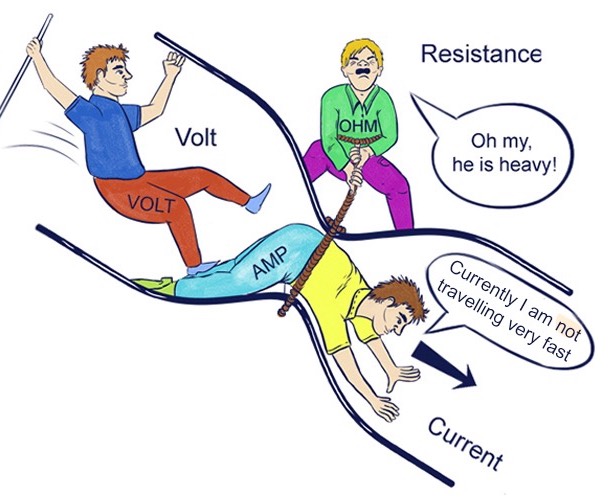 Resistance
OHM
Oh my,
he is heavy!
Volt
VOLT
AMP
Currently I am not
travelling very fast
Current